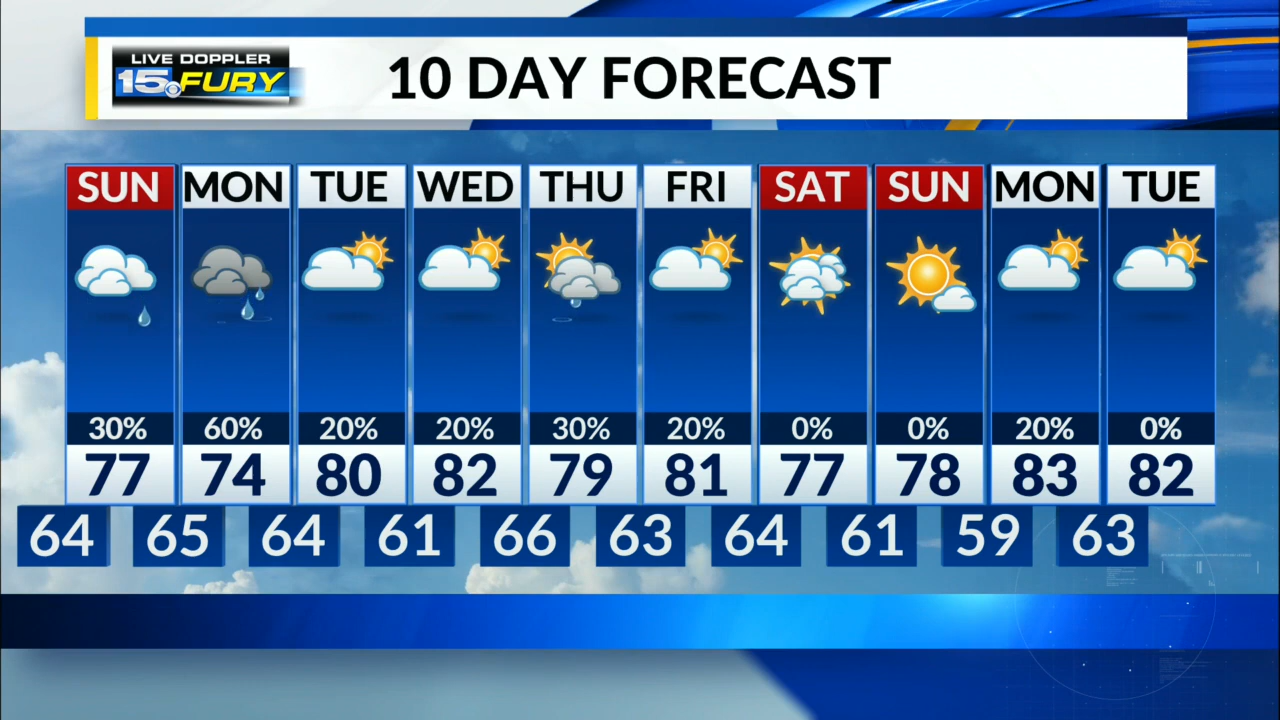 LIVE DOPPLER
15 FURY
10 DAY FORECAST
SUN MON TUE WED THU FRI SAT SUN MON TUE
30% 60% 20% 20% 30% 20% 0% 0% 20% 0%
77 74 80 82 79 81 77 78 83 82
64 65 64 61 66 63 64 61 59 63